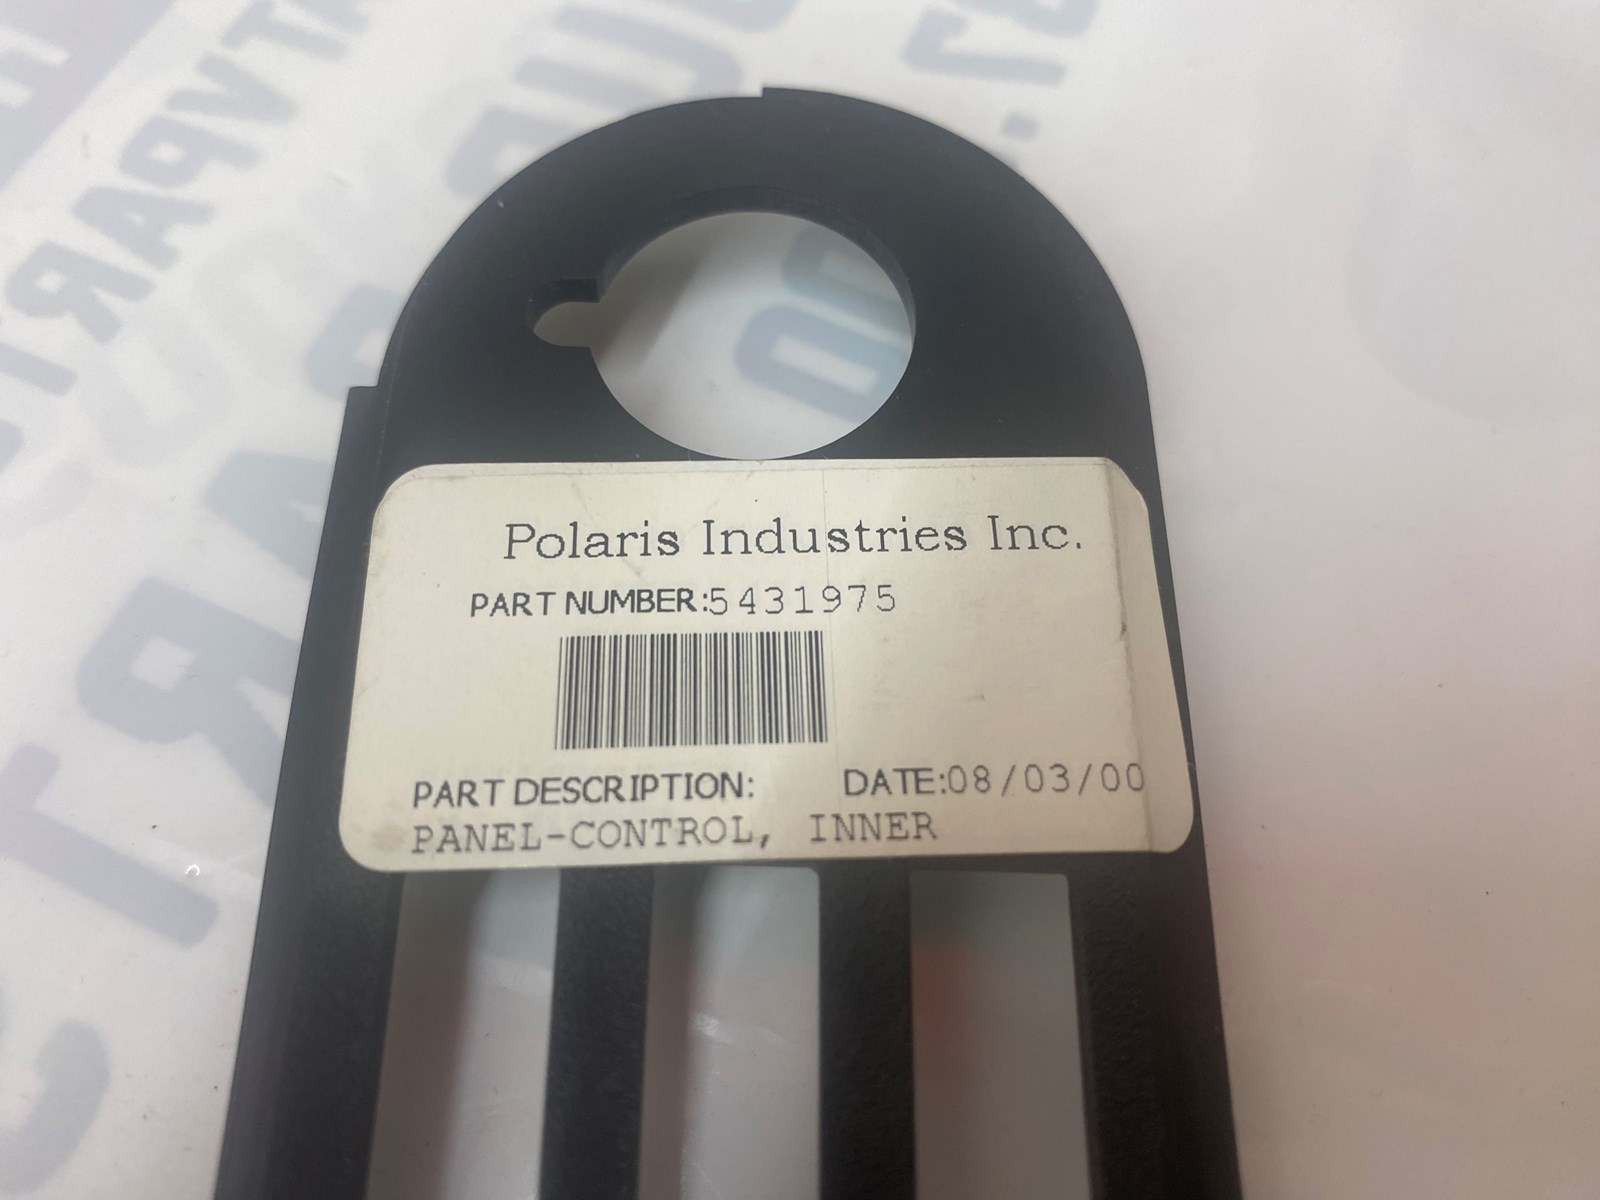 Polaris Industries Inc.
PART NUMBER:5431975
PART DESCRIPTION: DATE:08/03/00
PANEL-CONTROL, INNER